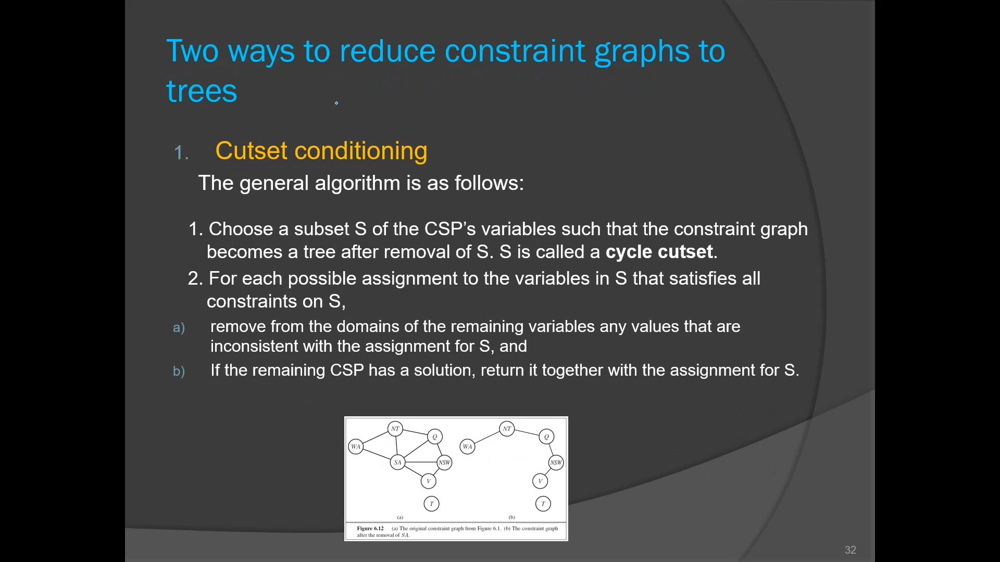 Two ways to reduce constraint graphs to
trees
1. Cutset conditioning
The general algorithm is as follows:
1. Choose a subset S of the CSP’s variables such that the constraint graph
becomes a tree after removal of S. S is called a cycle cutset.
2. For each possible assignment to the variables in S that satisfies all
constraints on S,
a) remove from the domains of the remaining variables any values that are
inconsistent with the assignment for S, and
b) If the remaining CSP has a solution, return it together with the assignment for S.
NT
Q
WA
SA
NSW
V
T
(a)
NT
Q
WA
NSW
V
T
(b)
Figure 6.12 (a) The original constraint graph from Figure 6.1. (b) The constraint graph
after the removal of SA.
32